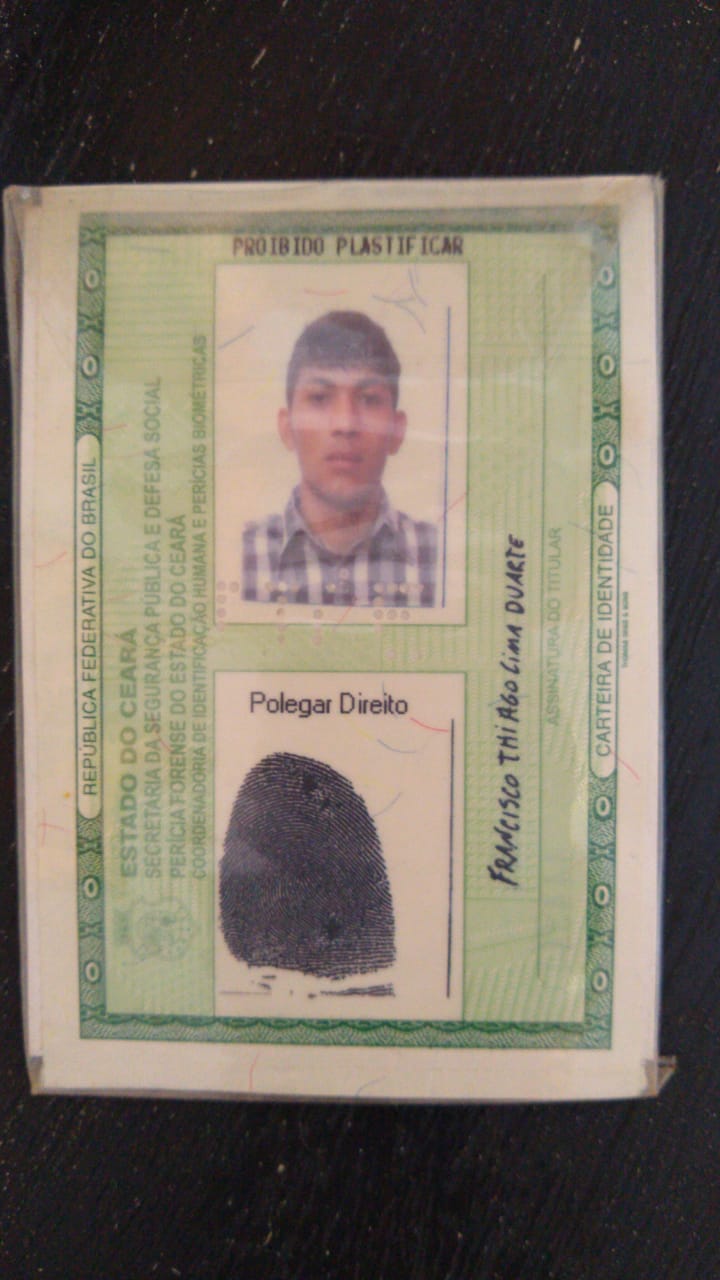 PROIBIDO PLASTIFICAR
REPÚBLICA FEDERATIVA DO BRASIL
ESTADO DO CEARÁ
SECRETARIA DA SEGURANÇA PÚBLICA E DEFESA SOCIAL
PERÍCIA FORENSE DO ESTADO DO CEARÁ
COORDENADORIA DE IDENTIFICAÇÃO HUMANA E PERÍCIAS BIOMÉTRICAS
Polegar Direito
FRANCISCO THIAGO LIMA DUARTE
ASSINATURA DO TITULAR
CARTEIRA DE IDENTIDADE